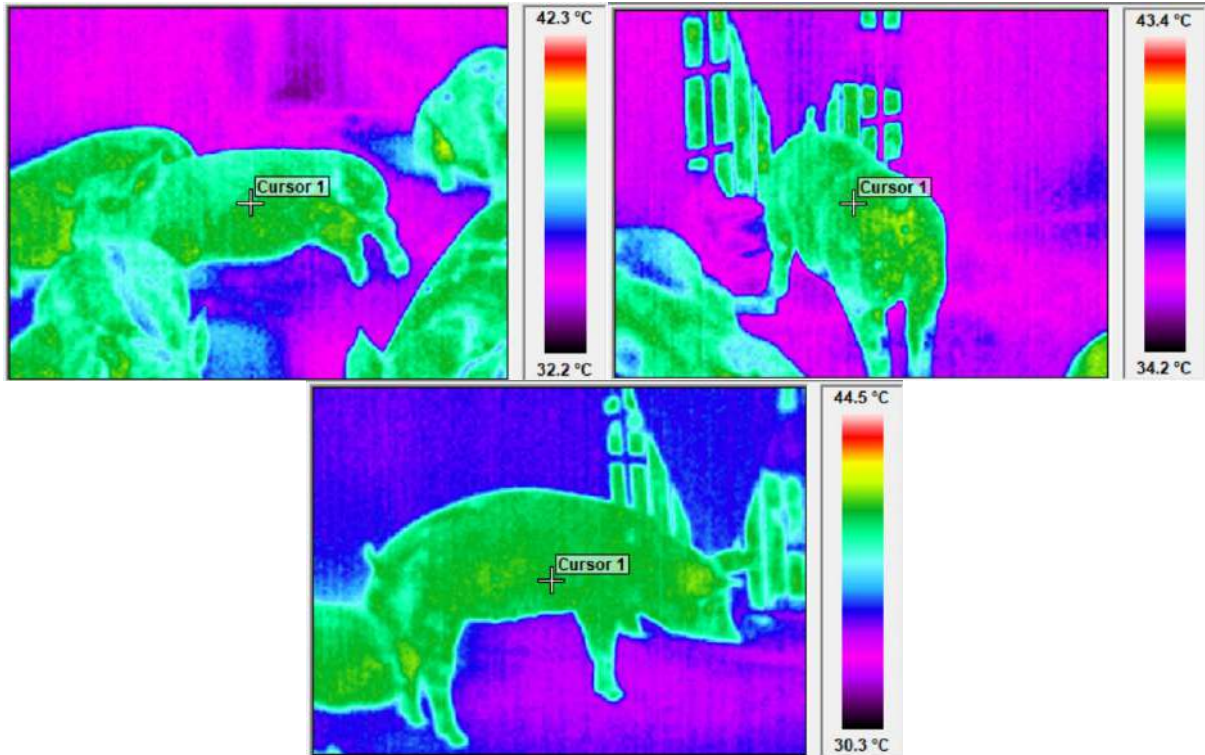 42.3 °C
Cursor 1
32.2 °C
43.4 °C
Cursor 1
34.2 °C
44.5 °C
Cursor 1
30.3 °C